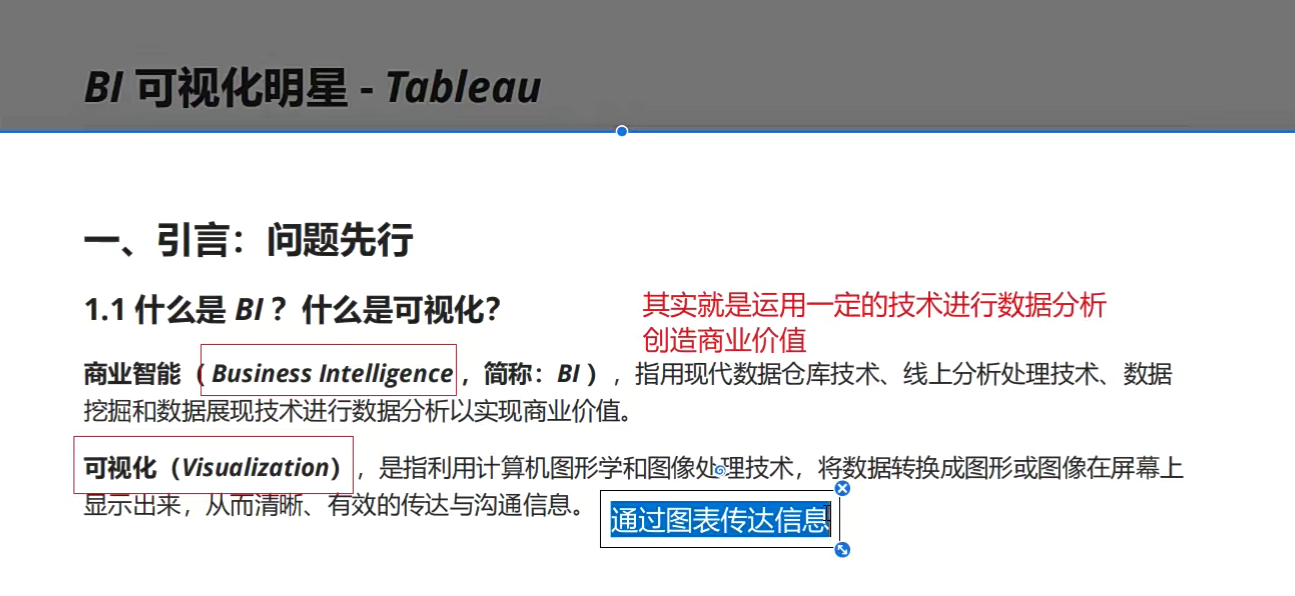 BI 可视化明星 - Tableau
一、引言：问题先行
1.1 什么是 BI ？什么是可视化？
其实就是运用一定的技术进行数据分析
创造商业价值
商业智能（ Business Intelligence ，简称：BI ），指用现代数据仓库技术、线上分析处理技术、数据
挖掘和数据展现技术进行数据分析以实现商业价值。
可视化（Visualization），是指利用计算机图形学和图像处理技术，将数据转换成图形或图像在屏幕上
显示出来，从而清晰、有效的传达与沟通信息。
通过图表传达信息